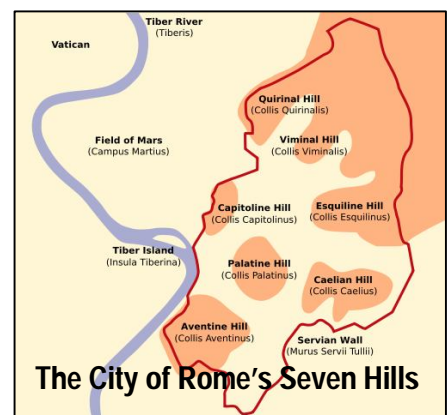 Tiber River
(Tiberis)
Vatican
Quirinal Hill
(Collis Quirinalis)
Viminal Hill
(Collis Viminalis)
Field of Mars
(Campus Martius)
Capitoline Hill
(Collis Capitolinus)
Esquiline Hill
(Collis Esquilinus)
Tiber Island
(Insula Tiberina)
Palatine Hill
(Collis Palatinus)
Caelian Hill
(Collis Caelius)
Aventine Hill
(Collis Aventinus)
Servian Wall
(Murus Servii Tullii)
The City of Rome's Seven Hills